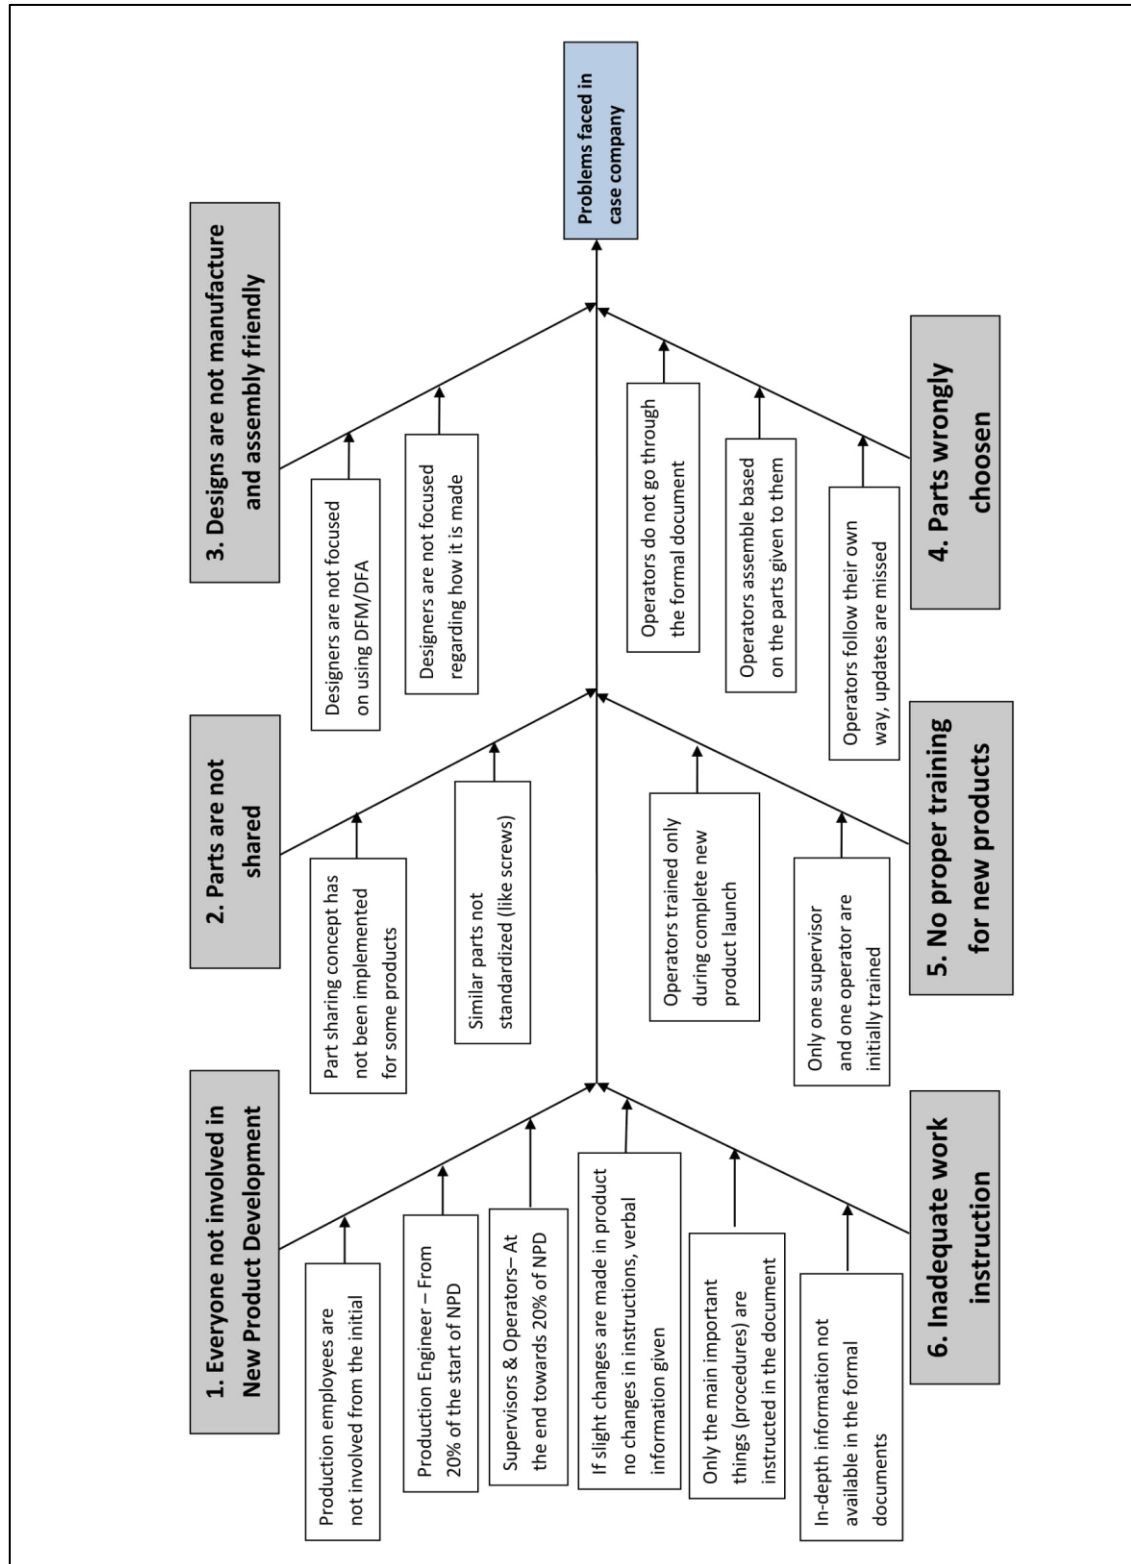 1. Everyone not involved in
New Product Development
Production employees are
not involved from the initial
Production Engineer – From
20% of the start of NPD
Supervisors & Operators– At
the end towards 20% of NPD
2. Parts are not
shared
Part sharing concept has
not been implemented
for some products
Similar parts not
standardized (like screws)
3. Designs are not manufacture
and assembly friendly
Designers are not focused
on using DFM/DFA
Designers are not focused
regarding how it is made
Problems faced in
case company
If slight changes are made in product
no changes in instructions, verbal
information given
Only the main important
things (procedures) are
instructed in the document
In-depth information not
available in the formal
documents
6. Inadequate work
instruction
Operators trained only
during complete new
product launch
Only one supervisor
and one operator are
initially trained
5. No proper training
for new products
Operators do not go through
the formal document
Operators assemble based
on the parts given to them
Operators follow their own
way, updates are missed
4. Parts wrongly
choosen